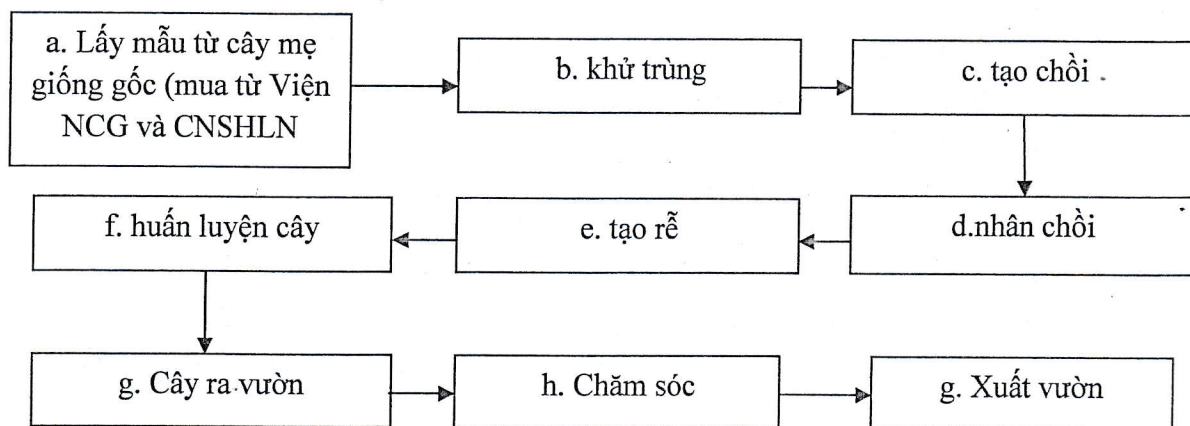 a. Lấy mẫu từ cây mẹ
giống gốc (mua từ Viện
NCG và CNSHLN
b. khử trùng
c. tạo chồi
d.nhân chồi
e. tạo rễ
f. huấn luyện cây
g. Cây ra vườn
h. Chăm sóc
g. Xuất vườn